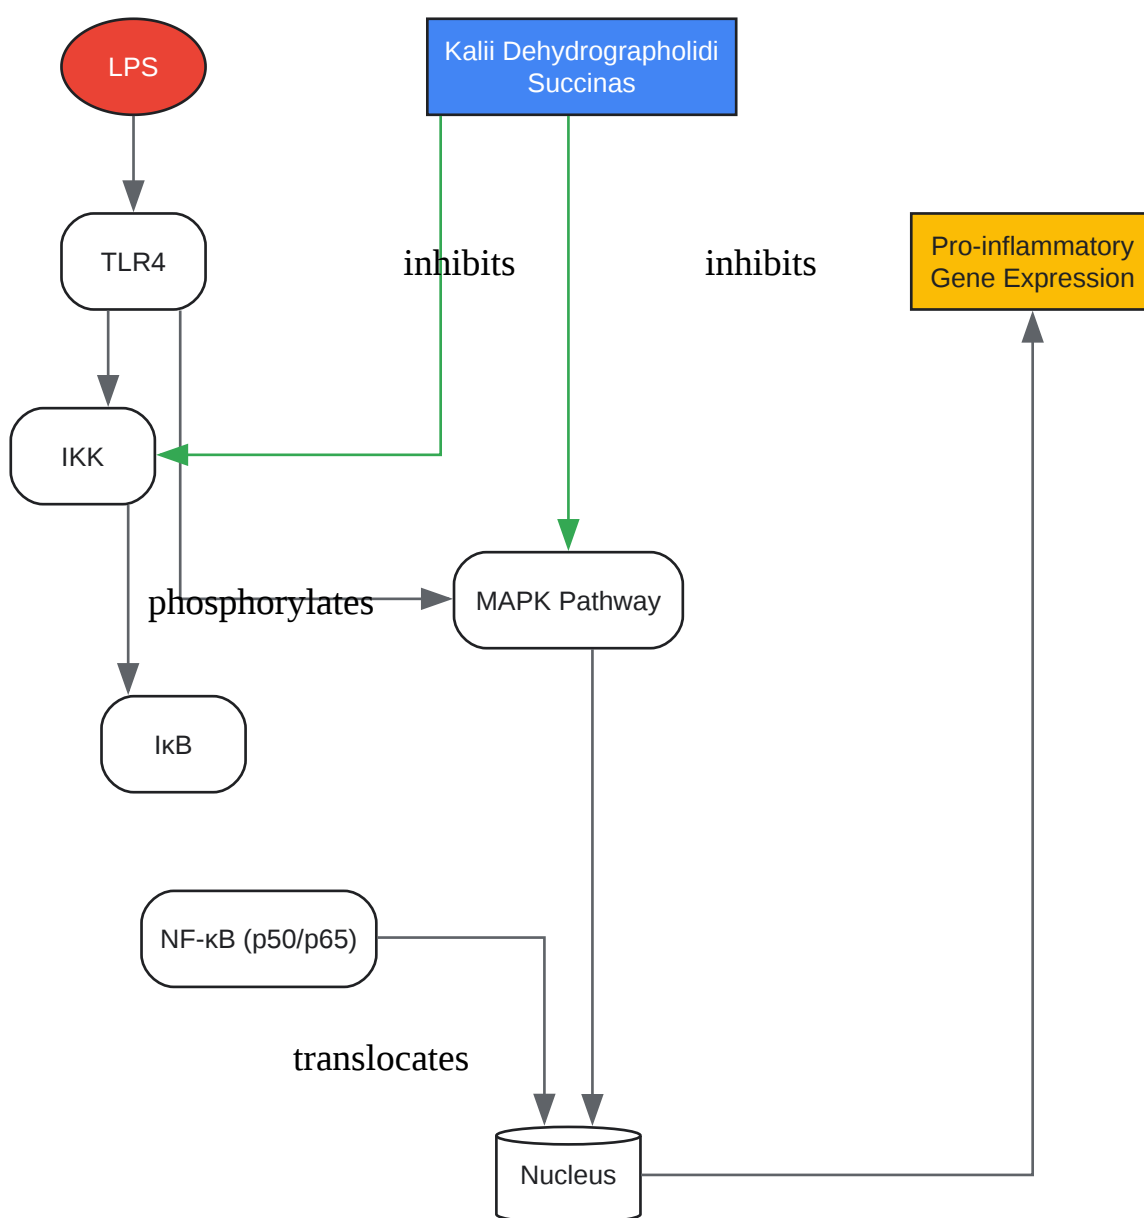 LPS
Kalii Dehydrographolidi
Succinas
TLR4
inhibits
inhibits
Pro-inflammatory
Gene Expression
IKK
phosphorylates
MAPK Pathway
IκB
NF-κB (p50/p65)
translocates
Nucleus